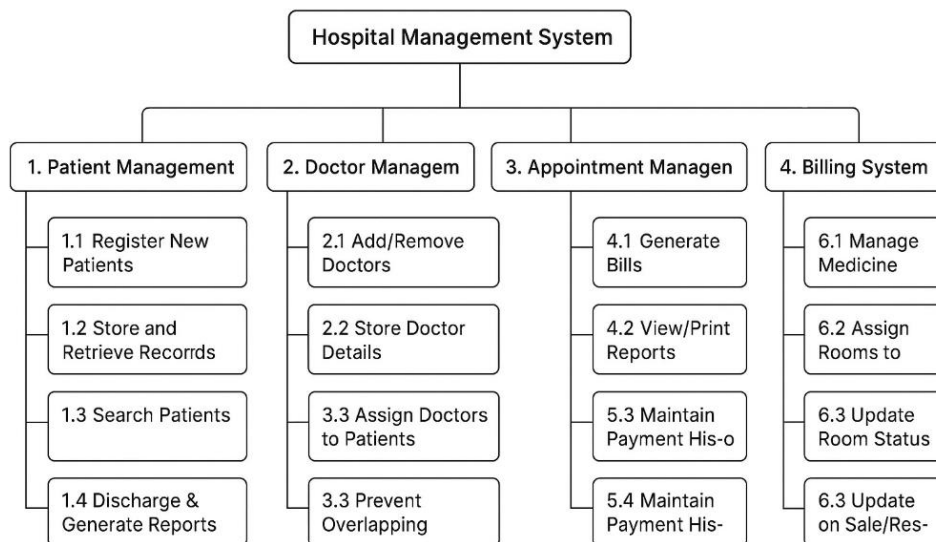 Hospital Management System
1. Patient Management
1.1 Register New
Patients
1.2 Store and
Retrieve Recorrds
1.3 Search Patients
1.4 Discharge &
Generate Reports
2. Doctor Managem
2.1 Add/Remove
Doctors
2.2 Store Doctor
Details
3.3 Assign Doctors
to Patients
3.3 Prevent
Overlapping
3. Appointment Managen
4.1 Generate
Bills
4.2 View/Print
Reports
5.3 Maintain
Payment His-o
5.4 Maintain
Payment His-
4. Billing System
6.1 Manage
Medicine
6.2 Assign
Rooms to
6.3 Update
Room Status
6.3 Update
on Sale/Res-